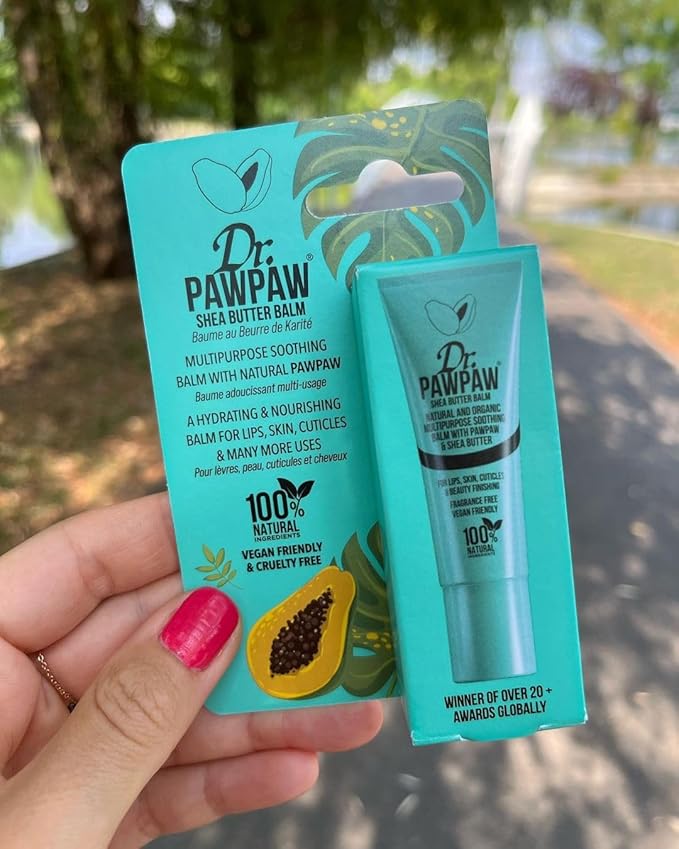 Dr.
PAWPAW®
SHEA BUTTER BALM
Baume au Beurre de Karité
MULTIPURPOSE SOOTHING
BALM WITH NATURAL PAWPAW
Baume adoucissant multi-usage
A HYDRATING & NOURISHING
BALM FOR LIPS, SKIN, CUTICLES
& MANY MORE USES
Pour lèvres, peau, cuticules et cheveux
100%
NATURAL
INGREDIENTS
VEGAN FRIENDLY
& CRUELTY FREE
Dr.
PAWPAW®
SHEA BUTTER BALM
NATURAL AND ORGANIC
MULTIPURPOSE SOOTHING
BALM WITH PAWPAW
& SHEA BUTTER
FOR LIPS, SKIN, CUTICLES
& BEAUTY FINISHING
FRAGRANCE FREE
VEGAN FRIENDLY
100%
NATURAL
INGREDIENTS
WINNER OF OVER 20 +
AWARDS GLOBALLY